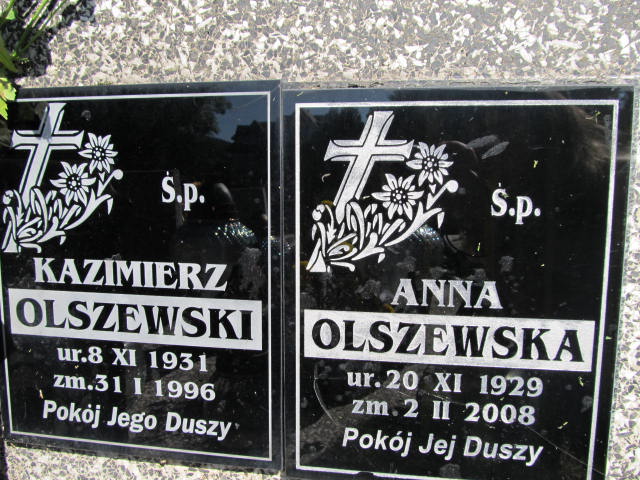 Ś.p.
KAZIMIERZ
OLSZEWSKI
ur.8 XI 1931
zm.31 I 1996
Pokój Jego Duszy
Ś.p.
ANNA
OLSZEWSKA
ur.20 XI 1929
zm. 2 II 2008
Pokój Jej Duszy